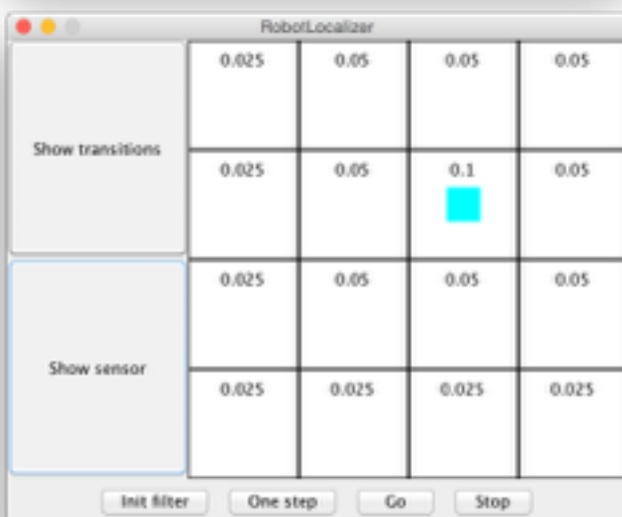 RobotLocalizer
0.025 0.05 0.05 0.05
Show transitions
0.025 0.05 0.1 0.05
0.025 0.05 0.05 0.05
Show sensor
0.025 0.025 0.025 0.025
Init filter One step Go Stop